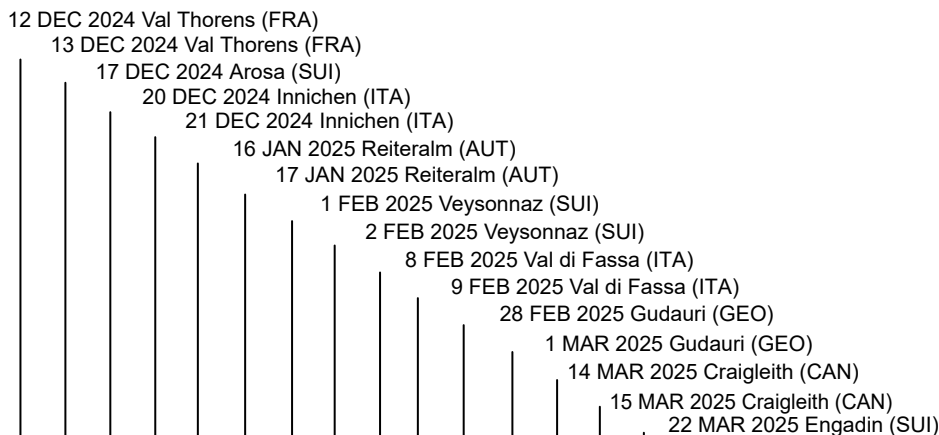 12 DEC 2024 Val Thorens (FRA)
13 DEC 2024 Val Thorens (FRA)
17 DEC 2024 Arosa (SUI)
20 DEC 2024 Innichen (ITA)
21 DEC 2024 Innichen (ITA)
16 JAN 2025 Reiteralm (AUT)
17 JAN 2025 Reiteralm (AUT)
1 FEB 2025 Veysonnaz (SUI)
2 FEB 2025 Veysonnaz (SUI)
8 FEB 2025 Val di Fassa (ITA)
9 FEB 2025 Val di Fassa (ITA)
28 FEB 2025 Gudauri (GEO)
1 MAR 2025 Gudauri (GEO)
14 MAR 2025 Craigleith (CAN)
15 MAR 2025 Craigleith (CAN)
22 MAR 2025 Engadin (SUI)